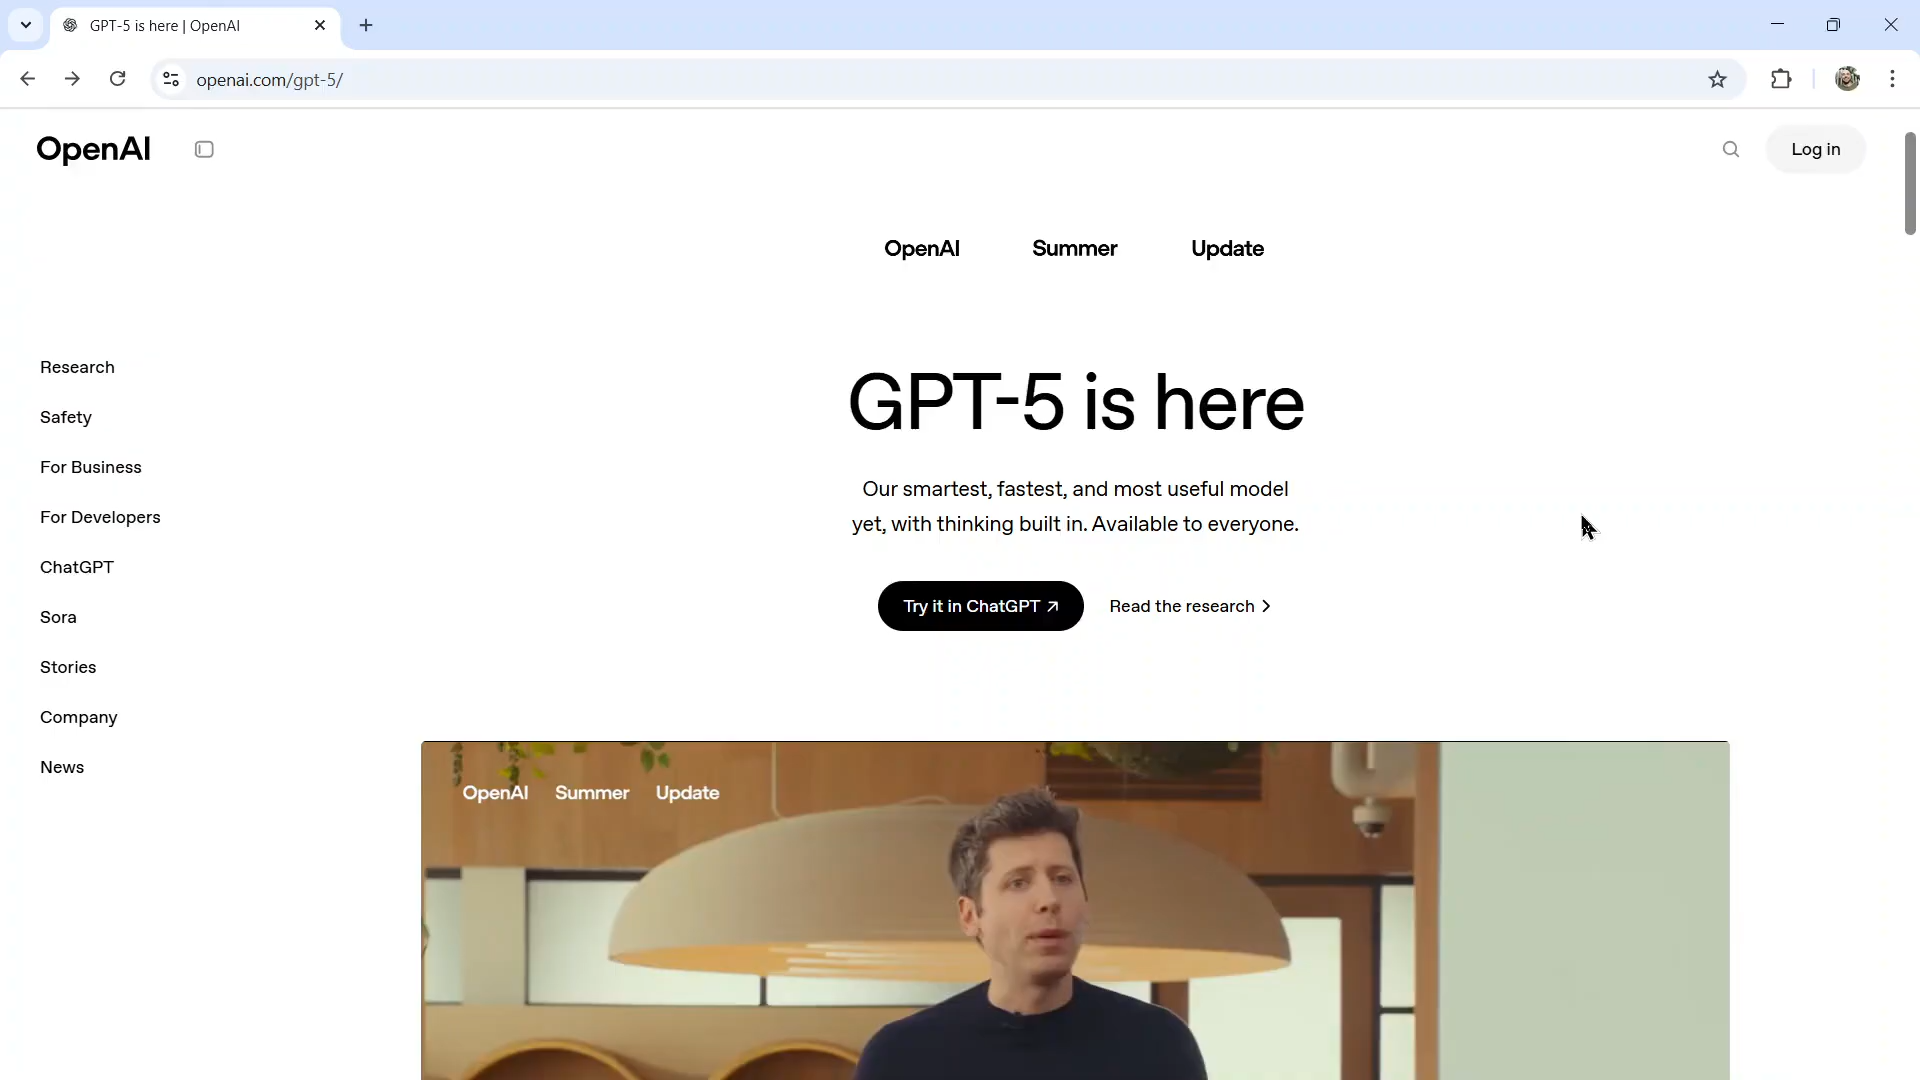 GPT-5 is here | OpenAI
openai.com/gpt-5/
OpenAI
Log in
OpenAI Summer Update
Research
Safety
For Business
For Developers
ChatGPT
Sora
Stories
Company
News
GPT-5 is here
Our smartest, fastest, and most useful model
yet, with thinking built in. Available to everyone.
Try it in ChatGPT ↗
Read the research >
OpenAI Summer Update